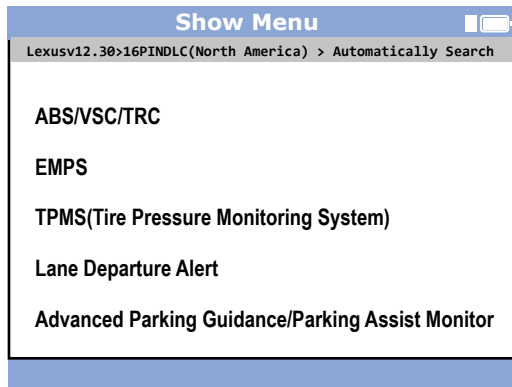 Show Menu
Lexusv12.30>16PINDLC(North America) > Automatically Search
ABS/VSC/TRC
EMPS
TPMS(Tire Pressure Monitoring System)
Lane Departure Alert
Advanced Parking Guidance/Parking Assist Monitor